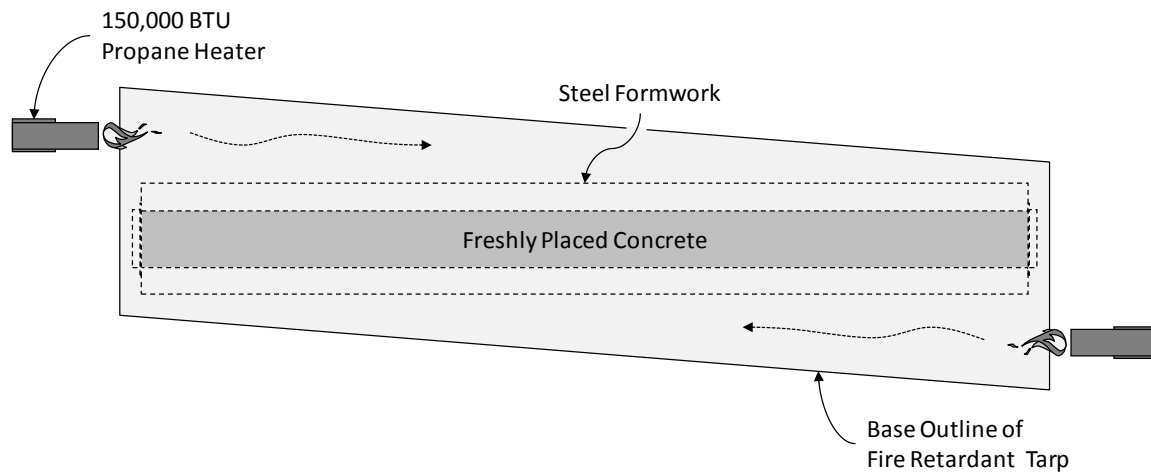 150,000 BTU
Propane Heater
Steel Formwork
Freshly Placed Concrete
Base Outline of
Fire Retardant Tarp